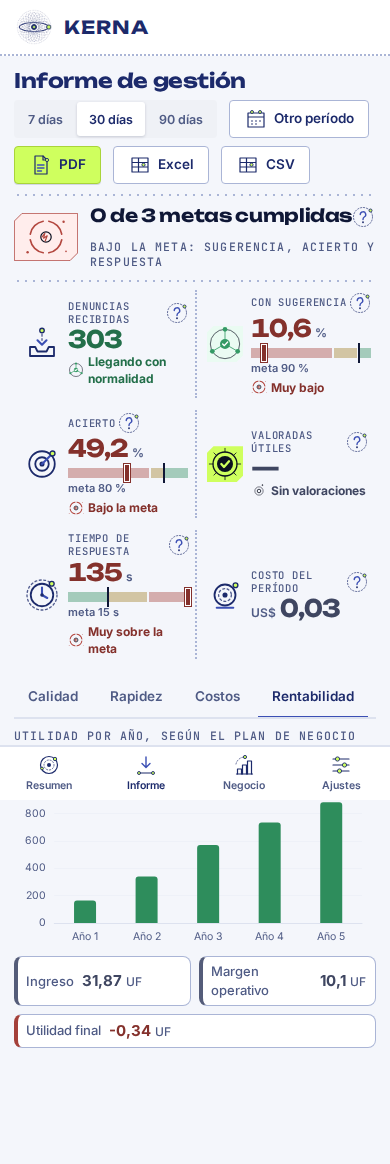 KERNA
Informe de gestión
7 días
30 días
90 días
Otro período
PDF
Excel
CSV
0 de 3 metas cumplidas
?
BAJO LA META: SUGERENCIA, ACIERTO Y
RESPUESTA
DENUNCIAS
RECIBIDAS
?
303
Llegando con
normalidad
CON SUGERENCIA
?
10,6 %
meta 90 %
Muy bajo
ACIERTO
?
49,2 %
meta 80 %
Bajo la meta
VALORADAS
ÚTILES
?
—
Sin valoraciones
TIEMPO DE
RESPUESTA
?
135 s
meta 15 s
Muy sobre la
meta
COSTO DEL
PERÍODO
?
US$ 0,03
Calidad
Rapidez
Costos
Rentabilidad
UTILIDAD POR AÑO, SEGÚN EL PLAN DE NEGOCIO
Resumen
Informe
Negocio
Ajustes
800
600
400
200
0
Año 1
Año 2
Año 3
Año 4
Año 5
Ingreso 31,87 UF
Margen
operativo
10,1 UF
Utilidad final -0,34 UF